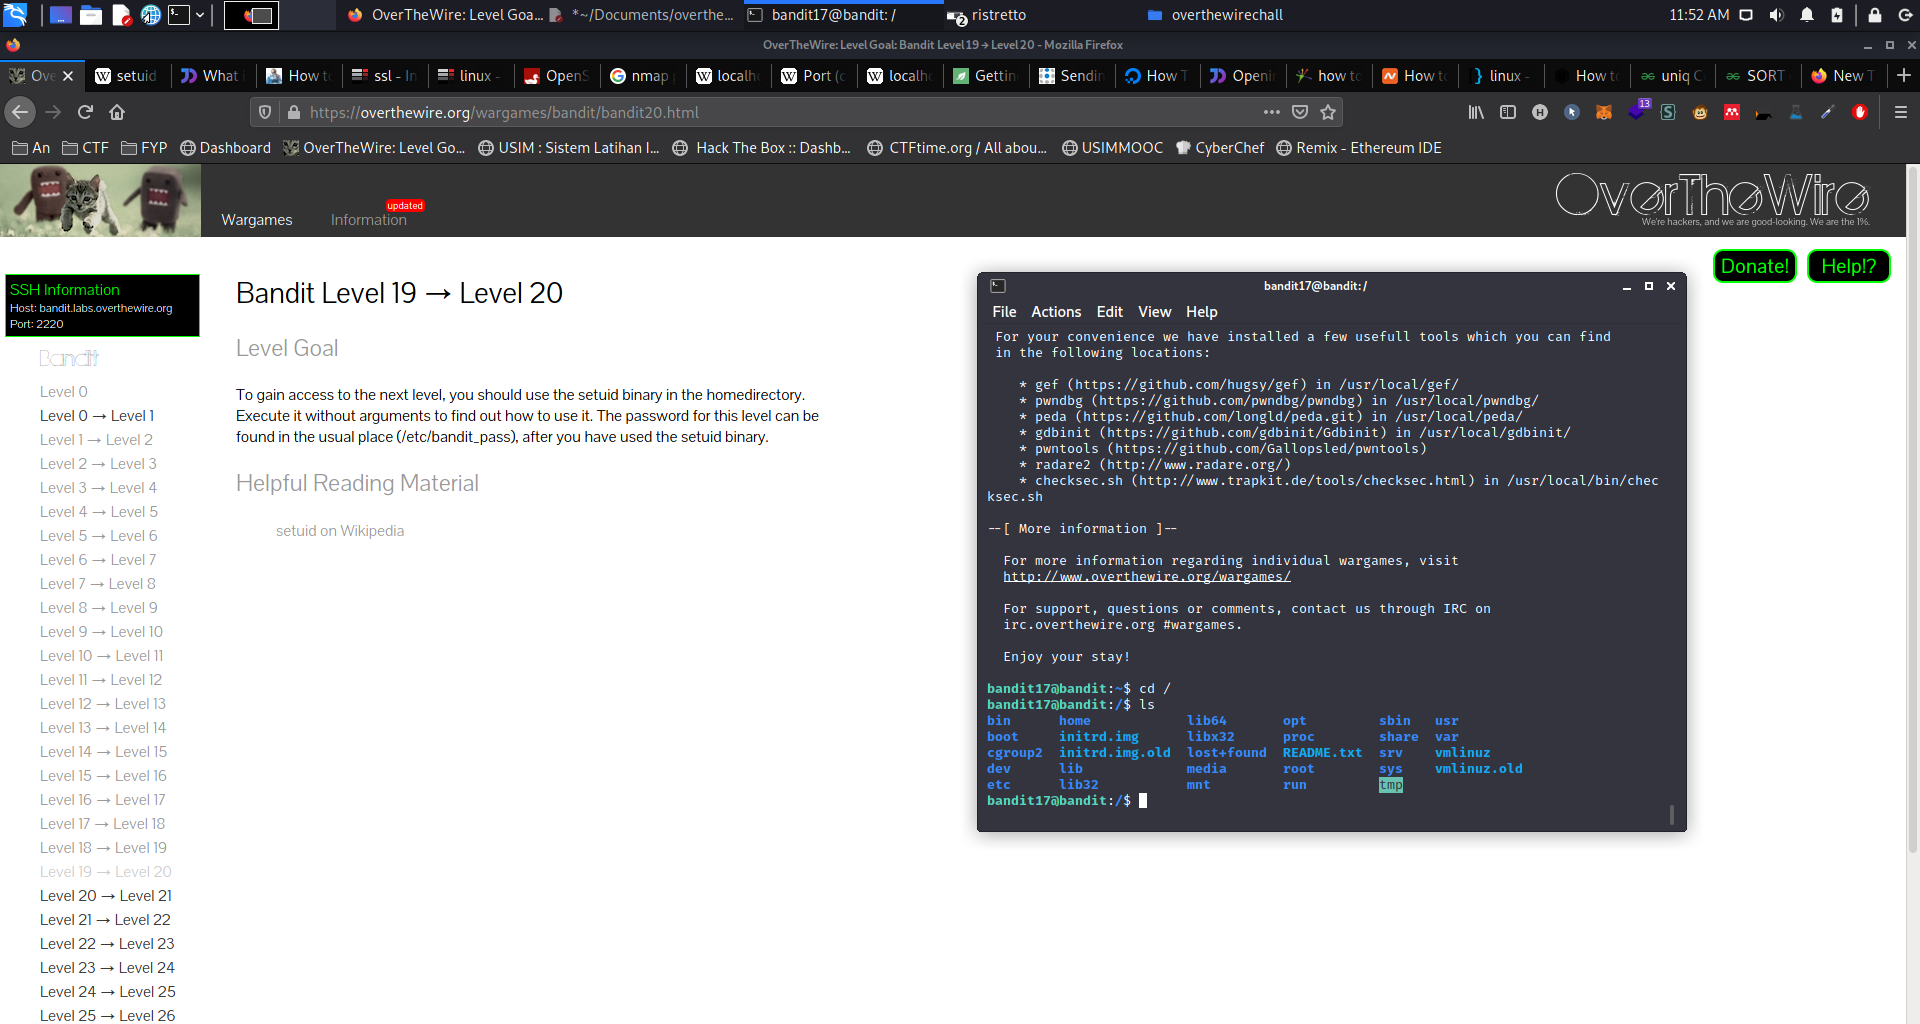 OverTheWire: Level Goa...
*~/Documents/overthe...
bandit17@bandit: /
2
ristretto
overthewirechall
11:52 AM
OverTheWire: Level Goal: Bandit Level 19 → Level 20 - Mozilla Firefox
Ove
setuid
What i
How to
ssl - In
linux -
OpenS
nmap
localho
Port (c
localho
Gettin
Sendin
How T
Openi
how to
How to
linux -
How to
uniq C
SORT
New T
https://overthewire.org/wargames/bandit/bandit20.html
13
An
CTF
FYP
Dashboard
OverTheWire: Level Go...
USIM : Sistem Latihan I...
Hack The Box :: Dashb...
CTFtime.org / All abou...
USIMMOOC
CyberChef
Remix - Ethereum IDE
Wargames
Information
updated
OverTheWire
We're hackers, and we are good-looking. We are the 1%.
Donate!
Help!?
SSH Information
Host: bandit.labs.overthewire.org
Port: 2220
Bandit
Level 0
Level 0 → Level 1
Level 1 → Level 2
Level 2 → Level 3
Level 3 → Level 4
Level 4 → Level 5
Level 5 → Level 6
Level 6 → Level 7
Level 7 → Level 8
Level 8 → Level 9
Level 9 → Level 10
Level 10 → Level 11
Level 11 → Level 12
Level 12 → Level 13
Level 13 → Level 14
Level 14 → Level 15
Level 15 → Level 16
Level 16 → Level 17
Level 17 → Level 18
Level 18 → Level 19
Level 19 → Level 20
Level 20 → Level 21
Level 21 → Level 22
Level 22 → Level 23
Level 23 → Level 24
Level 24 → Level 25
Level 25 → Level 26
Bandit Level 19 → Level 20
Level Goal
To gain access to the next level, you should use the setuid binary in the homedirectory.
Execute it without arguments to find out how to use it. The password for this level can be
found in the usual place (/etc/bandit_pass), after you have used the setuid binary.
Helpful Reading Material
setuid on Wikipedia
bandit17@bandit: /
File Actions Edit View Help
For your convenience we have installed a few usefull tools which you can find
in the following locations:
* gef (https://github.com/hugsy/gef) in /usr/local/gef/
* pwndbg (https://github.com/pwndbg/pwndbg) in /usr/local/pwndbg/
* peda (https://github.com/longld/peda.git) in /usr/local/peda/
* gdbinit (https://github.com/gdbinit/Gdbinit) in /usr/local/gdbinit/
* pwntools (https://github.com/Gallopsled/pwntools)
* radare2 (http://www.radare.org/)
* checksec.sh (http://www.trapkit.de/tools/checksec.html) in /usr/local/bin/chec
ksec.sh
--[ More information ]--
For more information regarding individual wargames, visit
http://www.overthewire.org/wargames/
For support, questions or comments, contact us through IRC on
irc.overthewire.org #wargames.
Enjoy your stay!
bandit17@bandit:~$ cd /
bandit17@bandit:/$ ls
bin home lib64 opt sbin usr
boot initrd.img libx32 proc share var
cgroup2 initrd.img.old lost+found README.txt srv vmlinuz
dev lib media root sys vmlinuz.old
etc lib32 mnt run tmp
bandit17@bandit:/$